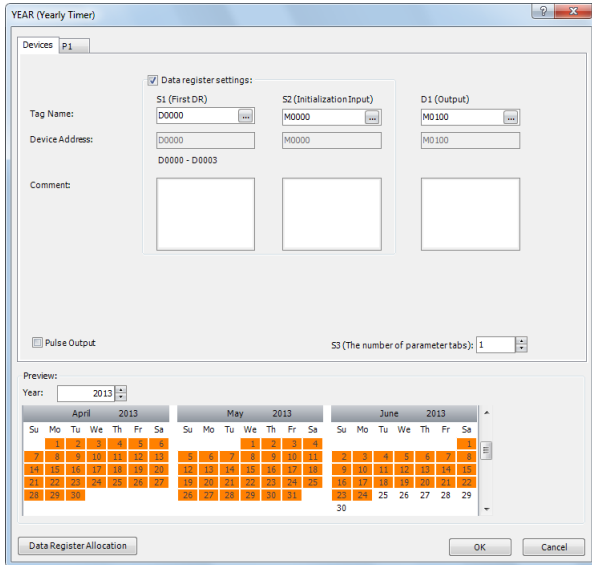 YEAR (Yearly Timer)
Devices P1
Data register settings:
S1 (First DR) S2 (Initialization Input) D1 (Output)
Tag Name: D0000 ... M0000 ... M0100 ...
Device Address: D0000 M0000 M0100
D0000 - D0003
Comment:
Pulse Output S3 (The number of parameter tabs): 1
Preview:
Year: 2013
April 2013 May 2013 June 2013
Su Mo Tu We Th Fr Sa Su Mo Tu We Th Fr Sa Su Mo Tu We Th Fr Sa
1 2 3 4 5 6 1 2 3 4 1
7 8 9 10 11 12 13 5 6 7 8 9 10 11 2 3 4 5 6 7 8
14 15 16 17 18 19 20 12 13 14 15 16 17 18 9 10 11 12 13 14 15
21 22 23 24 25 26 27 19 20 21 22 23 24 25 16 17 18 19 20 21 22
28 29 30 26 27 28 29 30 31 23 24 25 26 27 28 29
30
Data Register Allocation OK Cancel